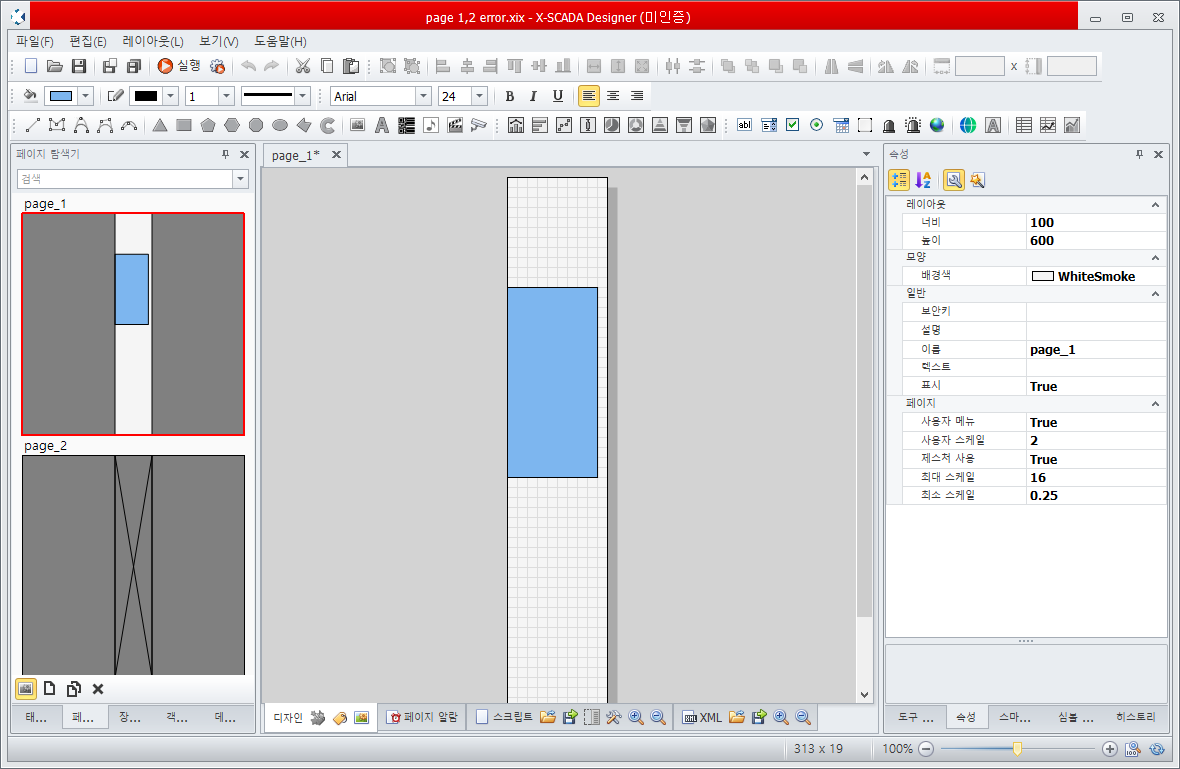 page 1,2 error.xix - X-SCADA Designer (미인증)
파일(F) 편집(E) 레이아웃(L) 보기(V) 도움말(H)
실행 x
1 Arial 24 B I U
A abl A
페이지 탐색기
검색
page_1
page_2
태... 페... 장... 객... 데...
page_1*
디자인 페이지 알람 스크립트 XML
속성
레이아웃
너비 100
높이 600
모양
배경색 WhiteSmoke
일반
보안키
설명
이름 page_1
텍스트
표시 True
페이지
사용자 메뉴 True
사용자 스케일 2
제스처 사용 True
최대 스케일 16
최소 스케일 0.25
도구 ... 속성 스마... 심볼 ... 히스토리
313 x 19 100%